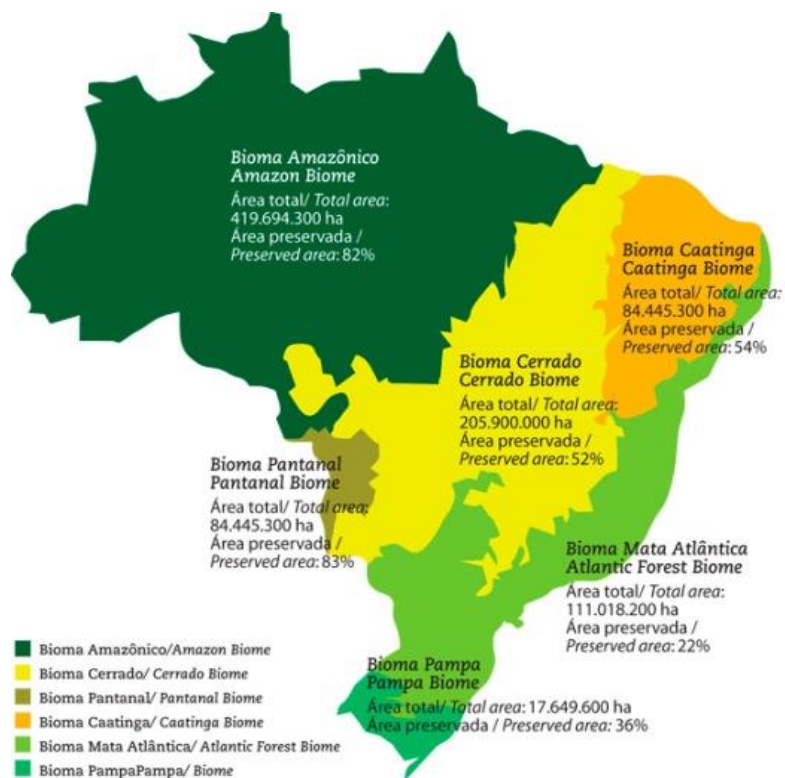 Bioma Amazônico
Amazon Biome
Área total/ Total area:
419.694.300 ha
Área preservada /
Preserved area: 82%
Bioma Caatinga
Caatinga Biome
Área total/ Total area:
84.445.300 ha
Área preservada /
Preserved area: 54%
Bioma Cerrado
Cerrado Biome
Área total/ Total area:
205.900.000 ha
Área preservada /
Preserved area: 52%
Bioma Pantanal
Pantanal Biome
Área total/ Total area:
84.445.300 ha
Área preservada /
Preserved area: 83%
Bioma Mata Atlântica
Atlantic Forest Biome
Área total/ Total area:
111.018.200 ha
Área preservada /
Preserved area: 22%
Bioma Pampa
Pampa Biome
Área total/ Total area: 17.649.600 ha
Área preservada / Preserved area: 36%
Bioma Amazônico/Amazon Biome
Bioma Cerrado/ Cerrado Biome
Bioma Pantanal/ Pantanal Biome
Bioma Caatinga/ Caatinga Biome
Bioma Mata Atlântica/ Atlantic Forest Biome
Bioma PampaPampa/ Biome